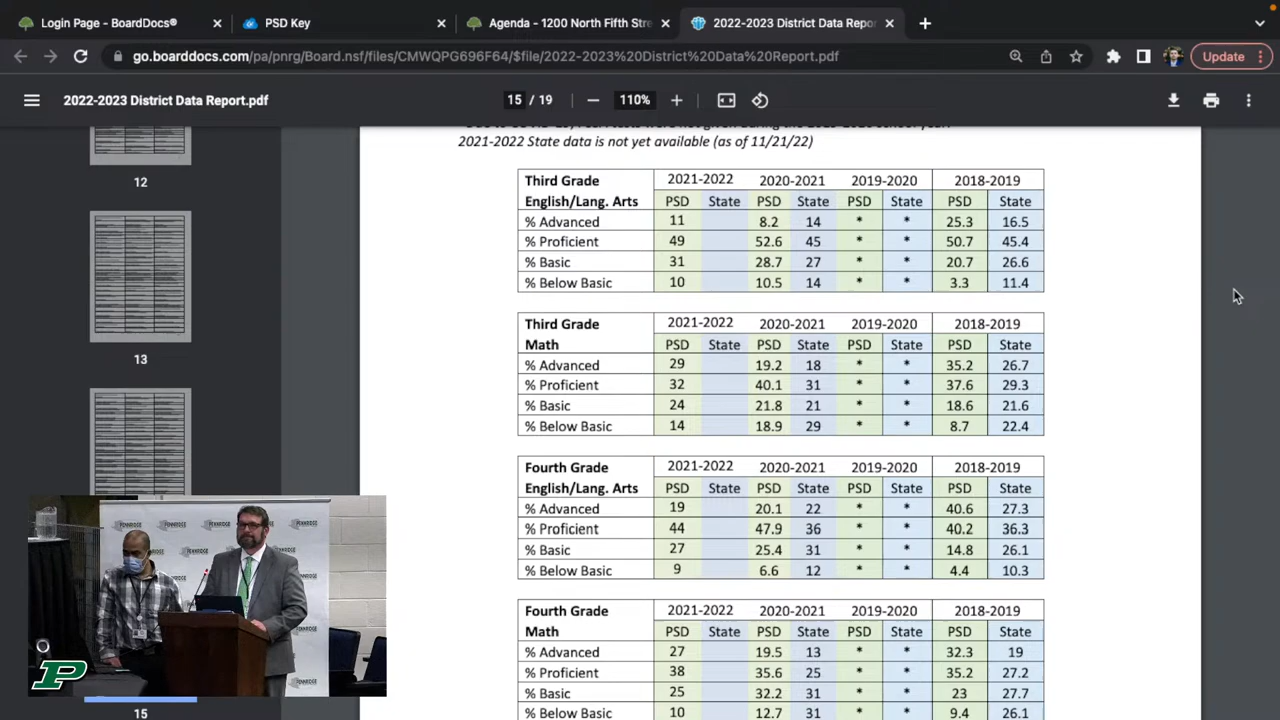 Login Page - BoardDocs® × PSD Key × Agenda - 1200 North Fifth Stre × 2022-2023 District Data Repor × +
go.boarddocs.com/pa/pnrg/Board.nsf/files/CMWQPG696F64/$file/2022-2023%20District%20Data%20Report.pdf Update
2022-2023 District Data Report.pdf 15 / 19 − 110% +
2021-2022 State data is not yet available (as of 11/21/22)
12
13
15
Third Grade 2021-2022 2020-2021 2019-2020 2018-2019
English/Lang. Arts PSD State PSD State PSD State PSD State
% Advanced 11 8.2 14 * * 25.3 16.5
% Proficient 49 52.6 45 * * 50.7 45.4
% Basic 31 28.7 27 * * 20.7 26.6
% Below Basic 10 10.5 14 * * 3.3 11.4
Third Grade 2021-2022 2020-2021 2019-2020 2018-2019
Math PSD State PSD State PSD State PSD State
% Advanced 29 19.2 18 * * 35.2 26.7
% Proficient 32 40.1 31 * * 37.6 29.3
% Basic 24 21.8 21 * * 18.6 21.6
% Below Basic 14 18.9 29 * * 8.7 22.4
Fourth Grade 2021-2022 2020-2021 2019-2020 2018-2019
English/Lang. Arts PSD State PSD State PSD State PSD State
% Advanced 19 20.1 22 * * 40.6 27.3
% Proficient 44 47.9 36 * * 40.2 36.3
% Basic 27 25.4 31 * * 14.8 26.1
% Below Basic 9 6.6 12 * * 4.4 10.3
Fourth Grade 2021-2022 2020-2021 2019-2020 2018-2019
Math PSD State PSD State PSD State PSD State
% Advanced 27 19.5 13 * * 32.3 19
% Proficient 38 35.6 25 * * 35.2 27.2
% Basic 25 32.2 31 * * 23 27.7
% Below Basic 10 12.7 31 * * 9.4 26.1
PENNRIDGE
PENNRIDGE
PENNRIDGE
P